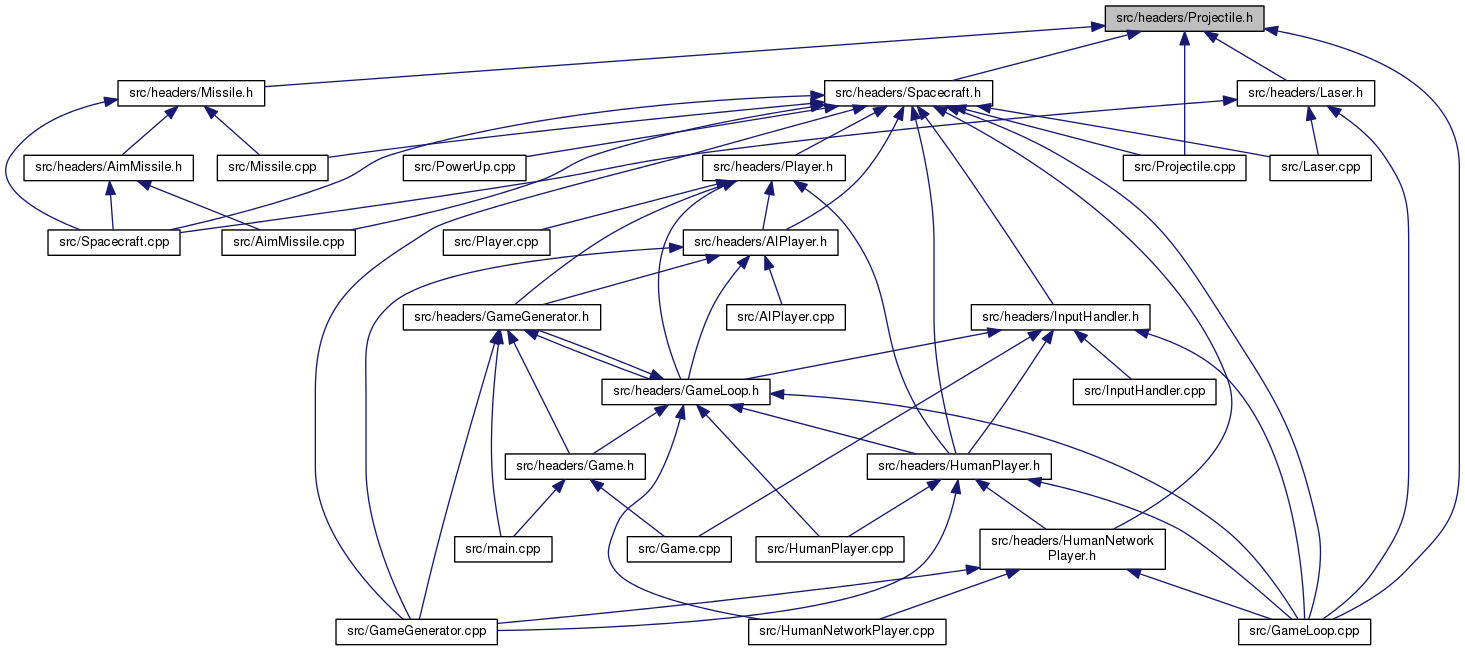 src/headers/Projectile.h
src/headers/Missile.h
src/headers/Spacecraft.h
src/headers/Laser.h
src/headers/AimMissile.h
src/Missile.cpp
src/PowerUp.cpp
src/headers/Player.h
src/Projectile.cpp
src/Laser.cpp
src/Spacecraft.cpp
src/AimMissile.cpp
src/Player.cpp
src/headers/AIPlayer.h
src/headers/GameGenerator.h
src/AIPlayer.cpp
src/headers/InputHandler.h
src/headers/GameLoop.h
src/InputHandler.cpp
src/headers/Game.h
src/headers/HumanPlayer.h
src/main.cpp
src/Game.cpp
src/HumanPlayer.cpp
src/headers/HumanNetwork
Player.h
src/GameGenerator.cpp
src/HumanNetworkPlayer.cpp
src/GameLoop.cpp